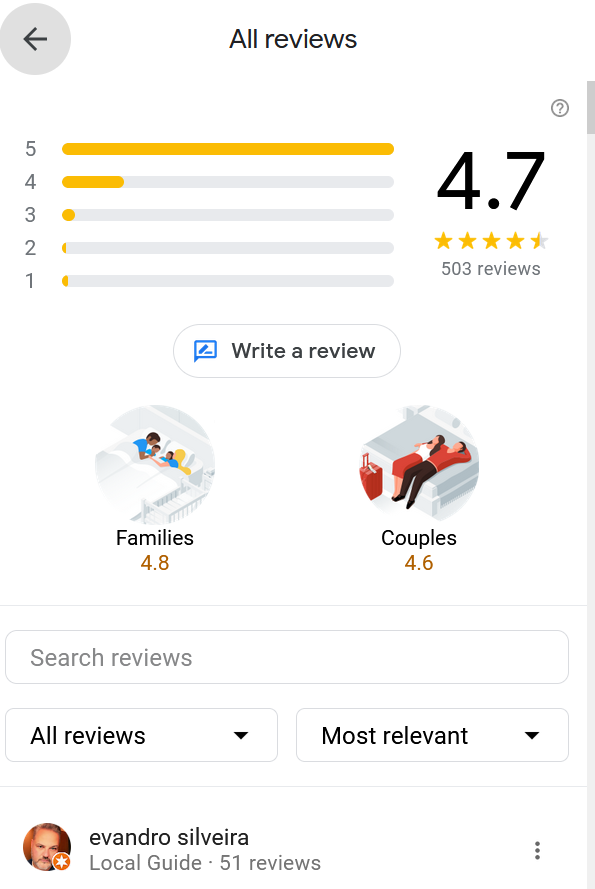 All reviews
5
4
3
2
1
4.7
503 reviews
Write a review
Families
4.8
Couples
4.6
Search reviews
All reviews
Most relevant
evandro silveira
Local Guide · 51 reviews